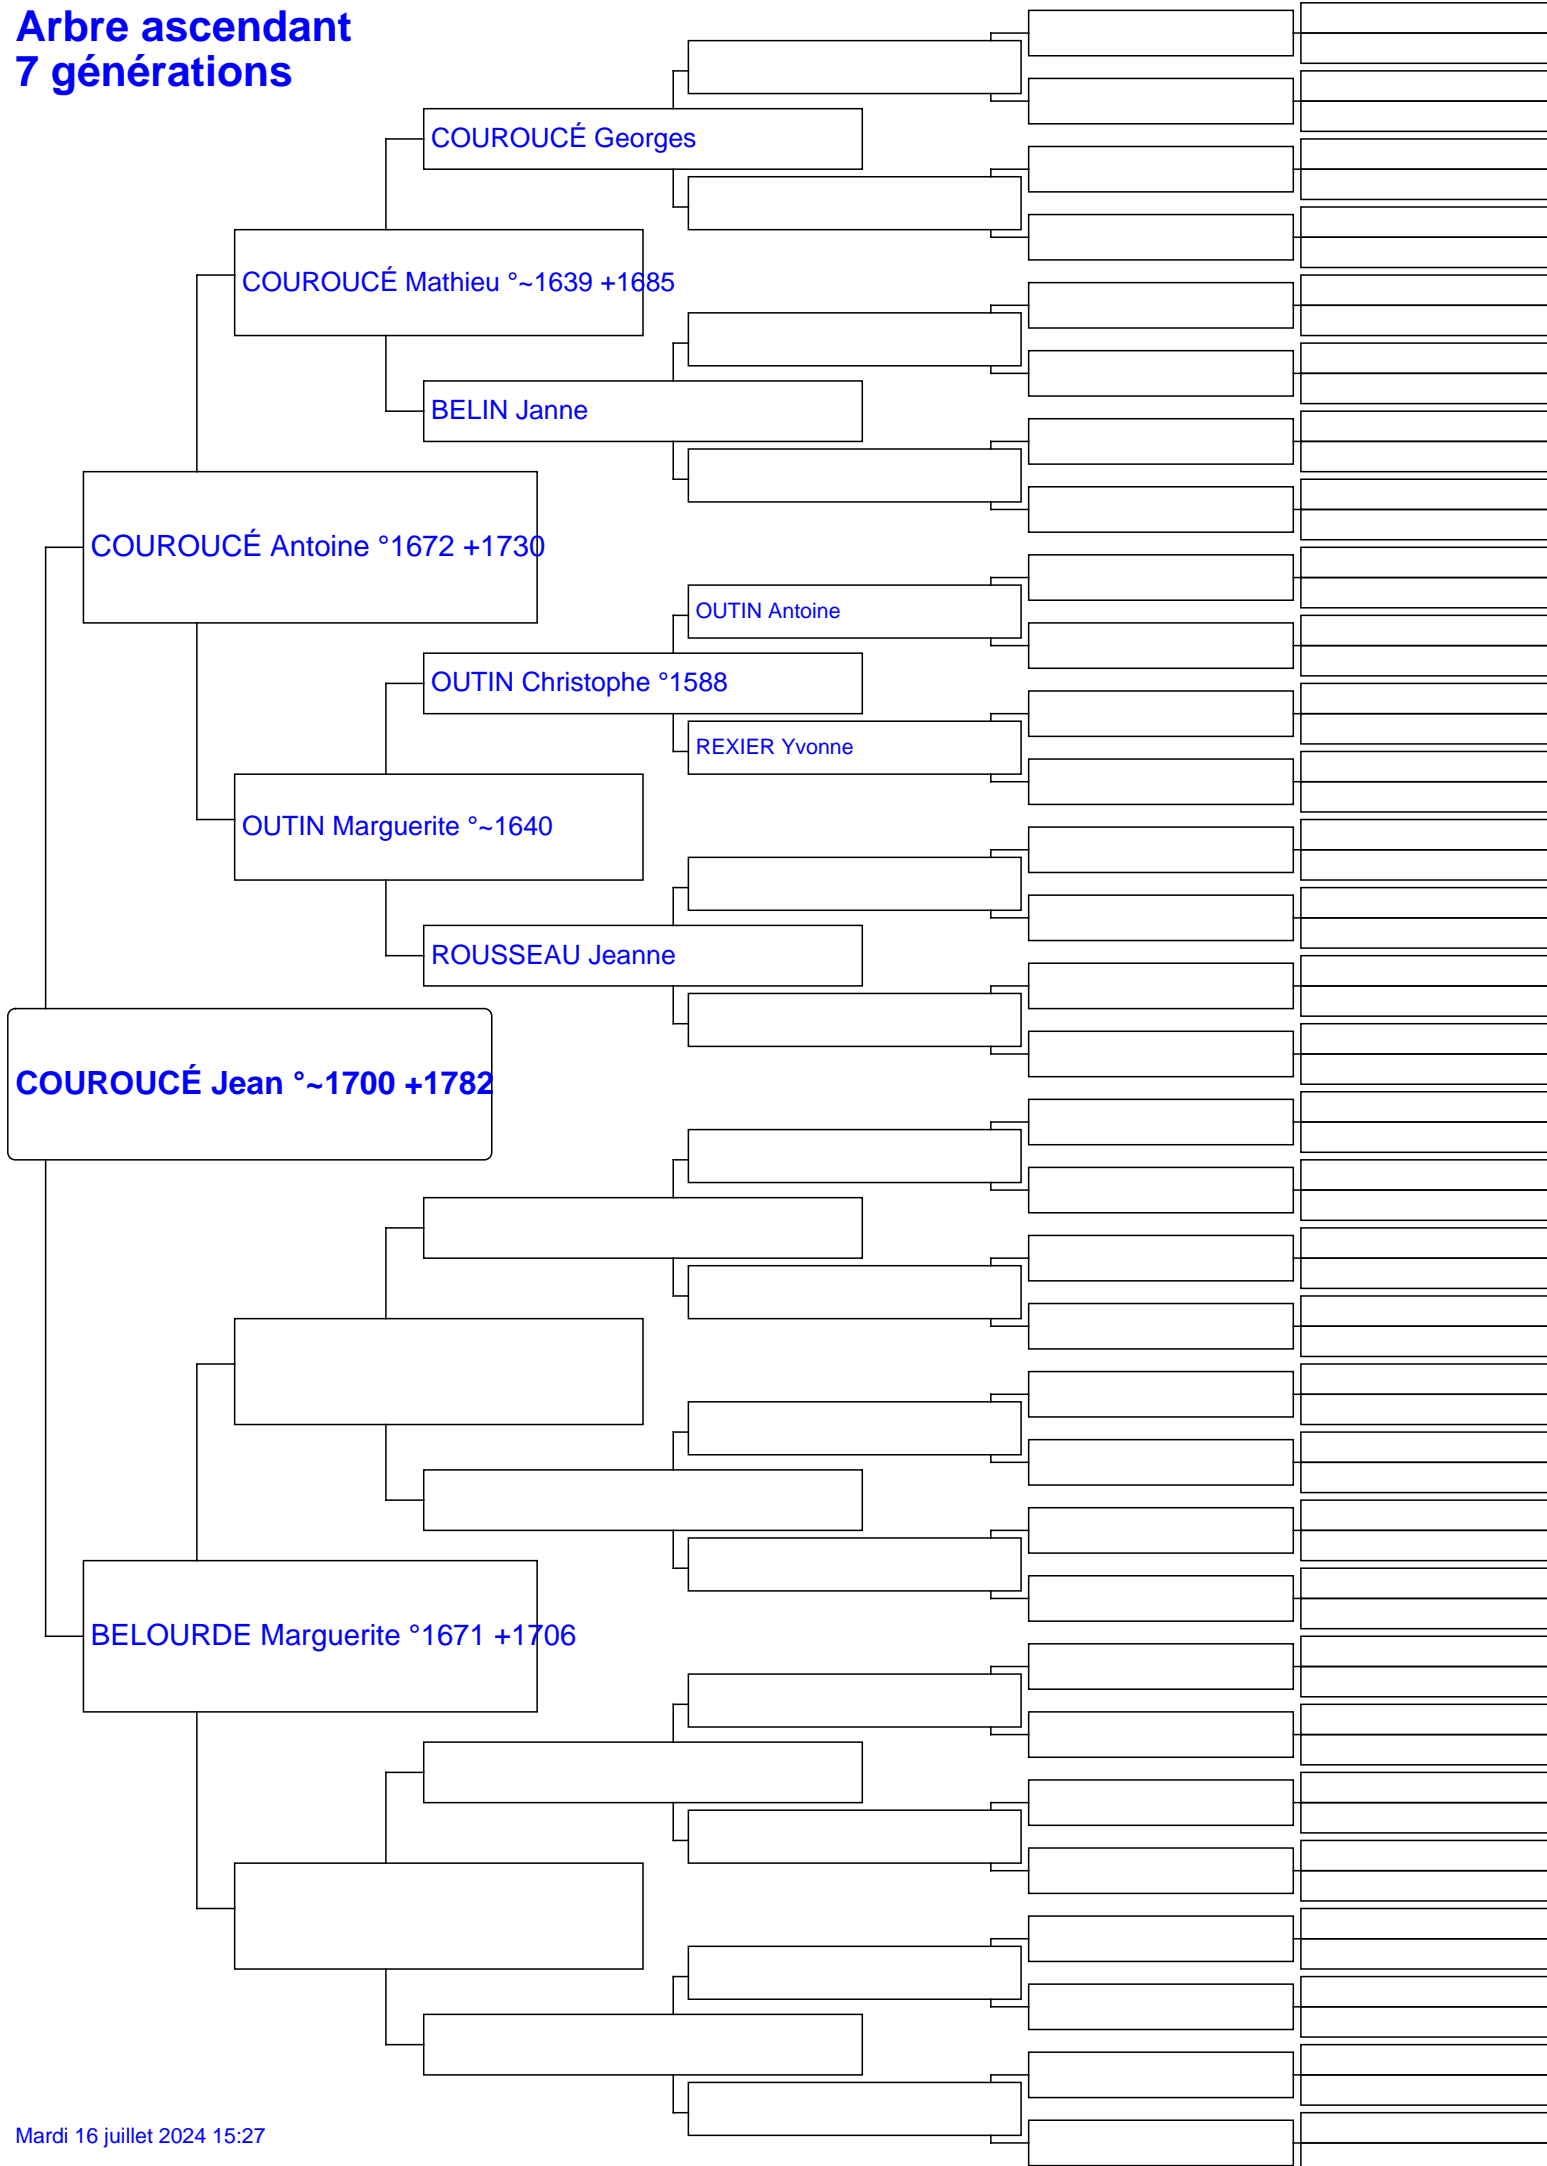 Arbre ascendant
7 générations
COUROUCÉ Georges
COUROUCÉ Mathieu °~1639 +1685
BELIN Janne
COUROUCÉ Antoine °1672 +1730
OUTIN Antoine
OUTIN Christophe °1588
REXIER Yvonne
OUTIN Marguerite °~1640
ROUSSEAU Jeanne
COUROUCÉ Jean °~1700 +1782
BELOURDE Marguerite °1671 +1706
Mardi 16 juillet 2024 15:27